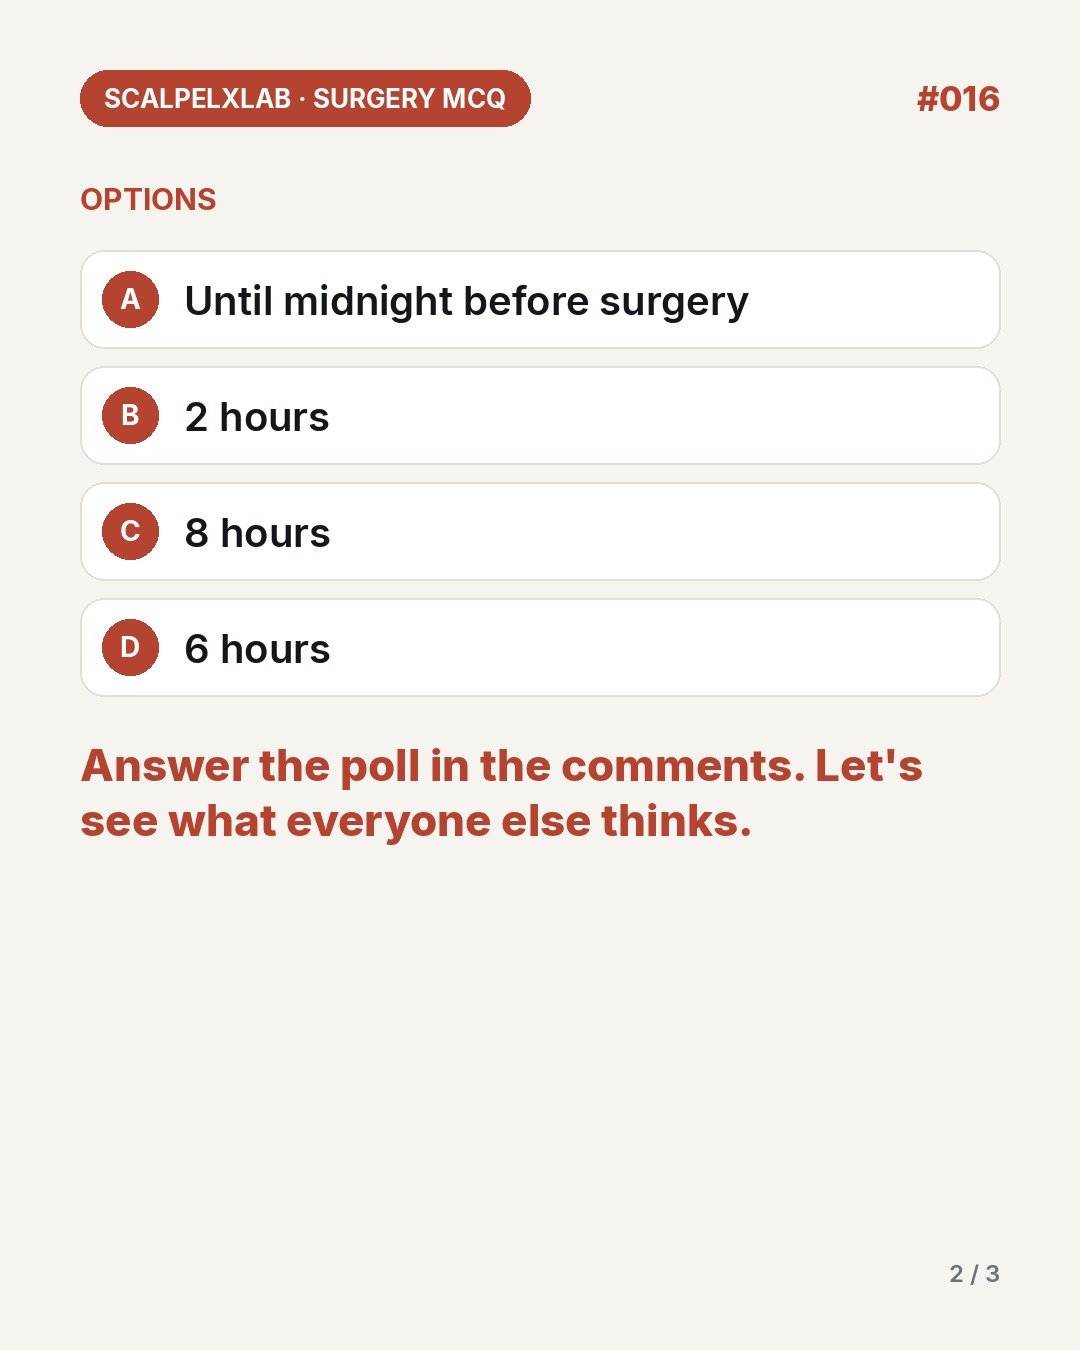 SCALPELXLAB · SURGERY MCQ
#016
OPTIONS
A Until midnight before surgery
B 2 hours
C 8 hours
D 6 hours
Answer the poll in the comments. Let's
see what everyone else thinks.
2 / 3